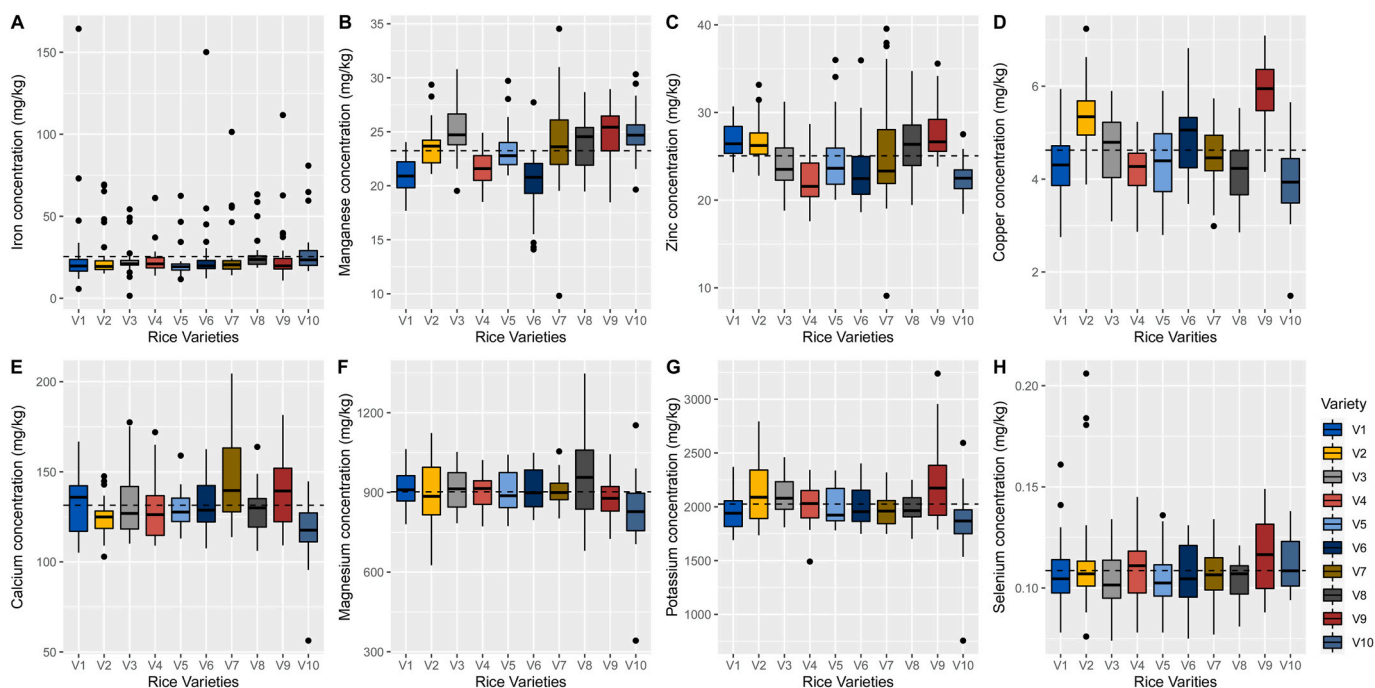 A
Iron concentration (mg/kg)
150
100
50
0
V1 V2 V3 V4 V5 V6 V7 V8 V9 V10
Rice Varieties
B
Manganese concentration (mg/kg)
35
30
25
20
15
10
V1 V2 V3 V4 V5 V6 V7 V8 V9 V10
Rice Varieties
C
Zinc concentration (mg/kg)
40
30
20
10
V1 V2 V3 V4 V5 V6 V7 V8 V9 V10
Rice Varieties
D
Copper concentration (mg/kg)
6
4
2
V1 V2 V3 V4 V5 V6 V7 V8 V9 V10
Rice Varities
E
Calcium concentration (mg/kg)
200
150
100
50
V1 V2 V3 V4 V5 V6 V7 V8 V9 V10
Rice Varieties
F
Magnesium concentration (mg/kg)
1200
900
600
300
V1 V2 V3 V4 V5 V6 V7 V8 V9 V10
Rice Varieties
G
Potassium concentration (mg/kg)
3000
2500
2000
1500
1000
V1 V2 V3 V4 V5 V6 V7 V8 V9 V10
Rice Varieties
H
Selenium concentration (mg/kg)
0.20
0.15
0.10
V1 V2 V3 V4 V5 V6 V7 V8 V9 V10
Rice Varities
Variety
V1
V2
V3
V4
V5
V6
V7
V8
V9
V10